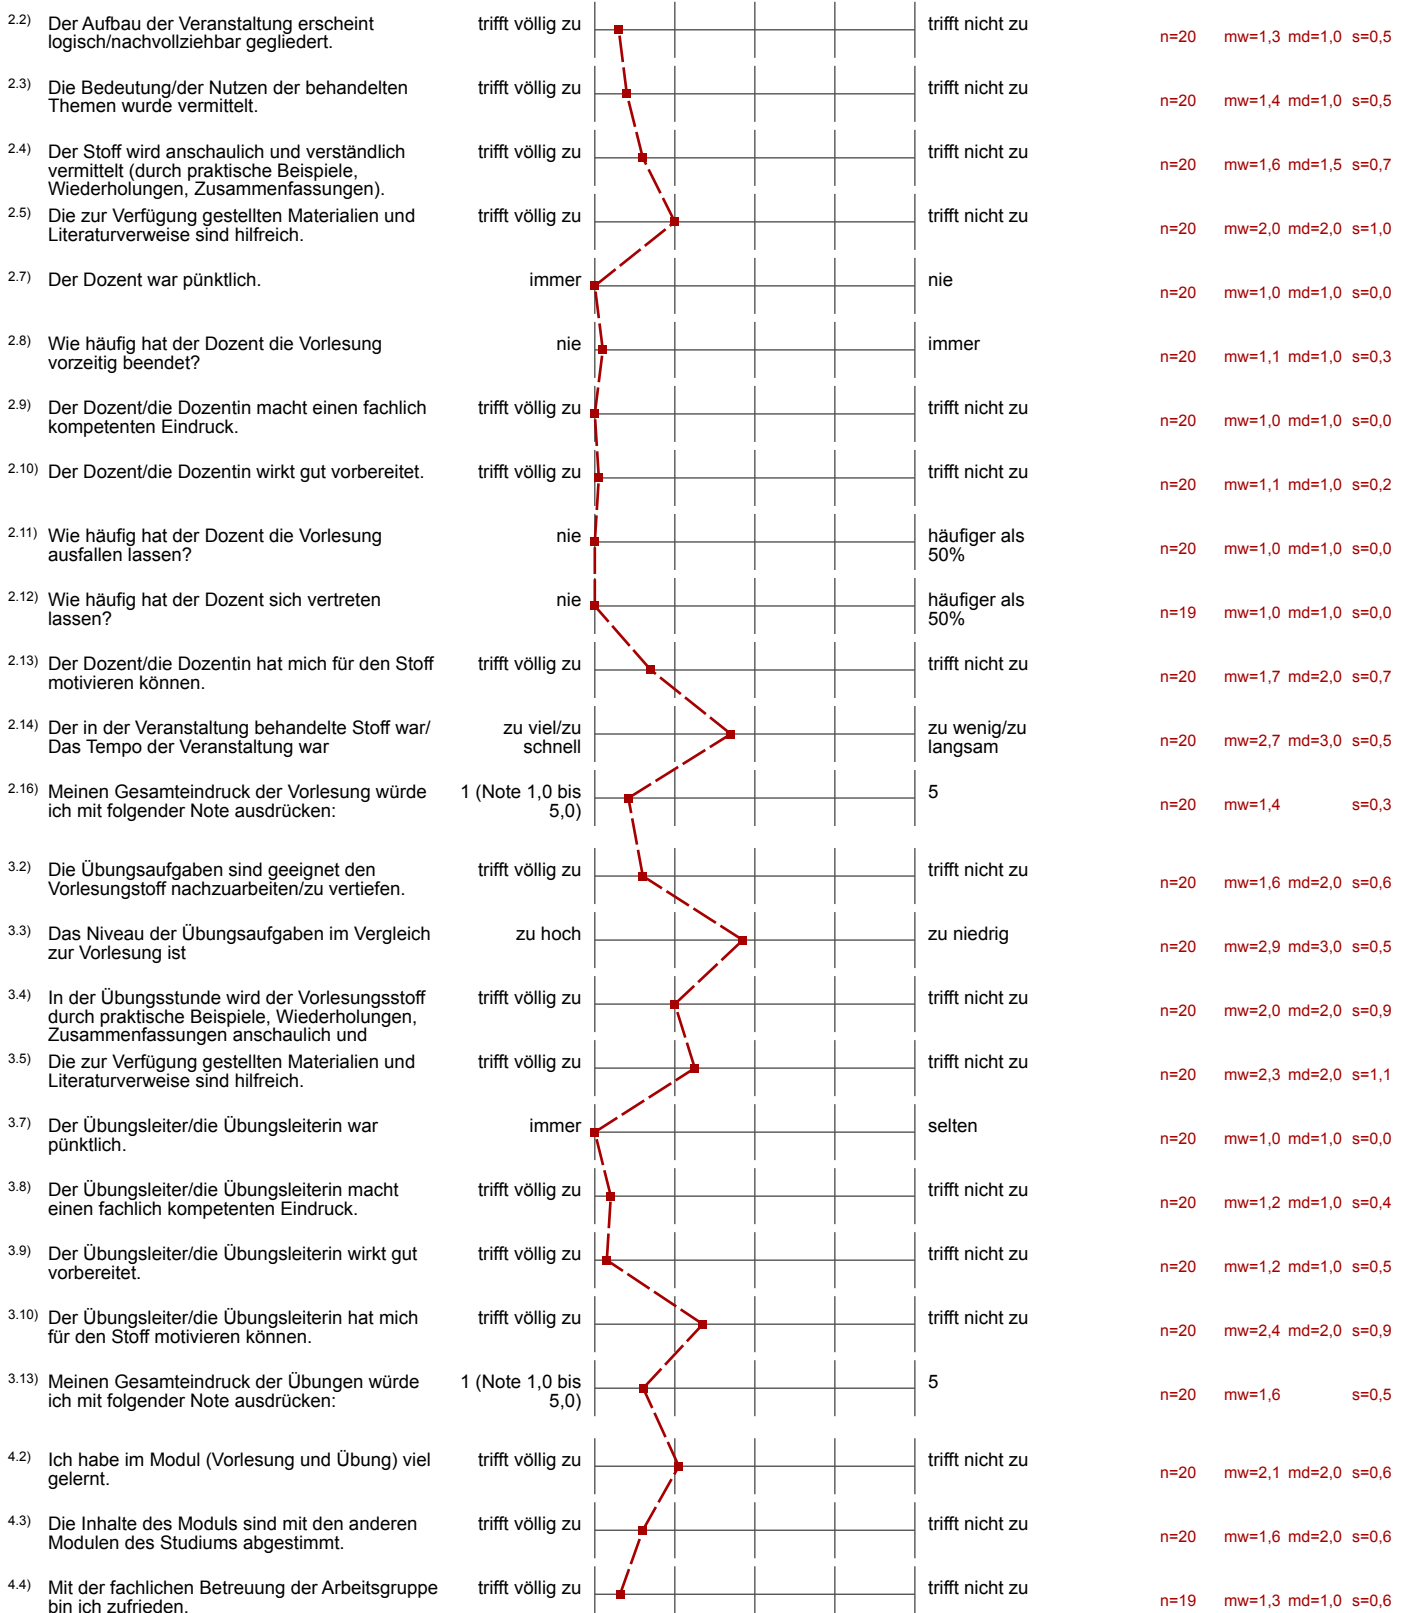 2.2) Der Aufbau der Veranstaltung erscheint trifft völlig zu trifft nicht zu
logisch/nachvollziehbar gegliedert. n=20 mw=1,3 md=1,0 s=0,5
2.3) Die Bedeutung/der Nutzen der behandelten trifft völlig zu trifft nicht zu
Themen wurde vermittelt. n=20 mw=1,4 md=1,0 s=0,5
2.4) Der Stoff wird anschaulich und verständlich trifft völlig zu trifft nicht zu
vermittelt (durch praktische Beispiele, n=20 mw=1,6 md=1,5 s=0,7
Wiederholungen, Zusammenfassungen).
2.5) Die zur Verfügung gestellten Materialien und trifft völlig zu trifft nicht zu
Literaturverweise sind hilfreich. n=20 mw=2,0 md=2,0 s=1,0
2.7) Der Dozent war pünktlich. immer nie
n=20 mw=1,0 md=1,0 s=0,0
2.8) Wie häufig hat der Dozent die Vorlesung nie immer
vorzeitig beendet? n=20 mw=1,1 md=1,0 s=0,3
2.9) Der Dozent/die Dozentin macht einen fachlich trifft völlig zu trifft nicht zu
kompetenten Eindruck. n=20 mw=1,0 md=1,0 s=0,0
2.10) Der Dozent/die Dozentin wirkt gut vorbereitet. trifft völlig zu trifft nicht zu
n=20 mw=1,1 md=1,0 s=0,2
2.11) Wie häufig hat der Dozent die Vorlesung nie häufiger als
ausfallen lassen? 50% n=20 mw=1,0 md=1,0 s=0,0
2.12) Wie häufig hat der Dozent sich vertreten nie häufiger als
lassen? 50% n=19 mw=1,0 md=1,0 s=0,0
2.13) Der Dozent/die Dozentin hat mich für den Stoff trifft völlig zu trifft nicht zu
motivieren können. n=20 mw=1,7 md=2,0 s=0,7
2.14) Der in der Veranstaltung behandelte Stoff war/ zu viel/zu zu wenig/zu
Das Tempo der Veranstaltung war schnell langsam n=20 mw=2,7 md=3,0 s=0,5
2.16) Meinen Gesamteindruck der Vorlesung würde 1 (Note 1,0 bis 5
ich mit folgender Note ausdrücken: 5,0) n=20 mw=1,4 s=0,3
3.2) Die Übungsaufgaben sind geeignet den trifft völlig zu trifft nicht zu
Vorlesungstoff nachzuarbeiten/zu vertiefen. n=20 mw=1,6 md=2,0 s=0,6
3.3) Das Niveau der Übungsaufgaben im Vergleich zu hoch zu niedrig
zur Vorlesung ist n=20 mw=2,9 md=3,0 s=0,5
3.4) In der Übungsstunde wird der Vorlesungsstoff trifft völlig zu trifft nicht zu
durch praktische Beispiele, Wiederholungen, n=20 mw=2,0 md=2,0 s=0,9
Zusammenfassungen anschaulich und
3.5) Die zur Verfügung gestellten Materialien und trifft völlig zu trifft nicht zu
Literaturverweise sind hilfreich. n=20 mw=2,3 md=2,0 s=1,1
3.7) Der Übungsleiter/die Übungsleiterin war immer selten
pünktlich. n=20 mw=1,0 md=1,0 s=0,0
3.8) Der Übungsleiter/die Übungsleiterin macht trifft völlig zu trifft nicht zu
einen fachlich kompetenten Eindruck. n=20 mw=1,2 md=1,0 s=0,4
3.9) Der Übungsleiter/die Übungsleiterin wirkt gut trifft völlig zu trifft nicht zu
vorbereitet. n=20 mw=1,2 md=1,0 s=0,5
3.10) Der Übungsleiter/die Übungsleiterin hat mich trifft völlig zu trifft nicht zu
für den Stoff motivieren können. n=20 mw=2,4 md=2,0 s=0,9
3.13) Meinen Gesamteindruck der Übungen würde 1 (Note 1,0 bis 5
ich mit folgender Note ausdrücken: 5,0) n=20 mw=1,6 s=0,5
4.2) Ich habe im Modul (Vorlesung und Übung) viel trifft völlig zu trifft nicht zu
gelernt. n=20 mw=2,1 md=2,0 s=0,6
4.3) Die Inhalte des Moduls sind mit den anderen trifft völlig zu trifft nicht zu
Modulen des Studiums abgestimmt. n=20 mw=1,6 md=2,0 s=0,6
4.4) Mit der fachlichen Betreuung der Arbeitsgruppe trifft völlig zu trifft nicht zu
bin ich zufrieden. n=19 mw=1,3 md=1,0 s=0,6